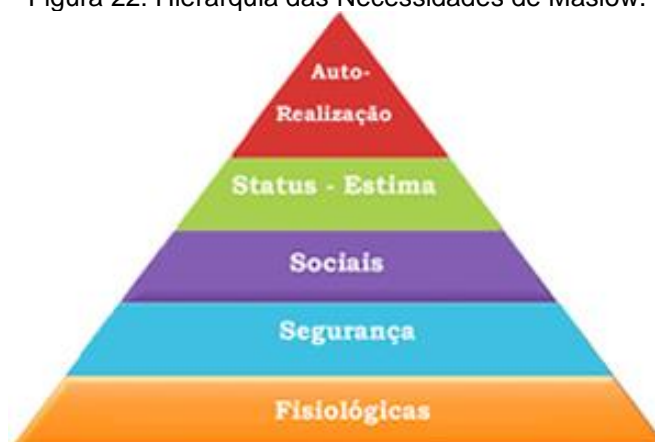 Figura 22: Hierarquia das Necessidades de Maslow.
Auto-
Realização
Status - Estima
Sociais
Segurança
Fisiológicas